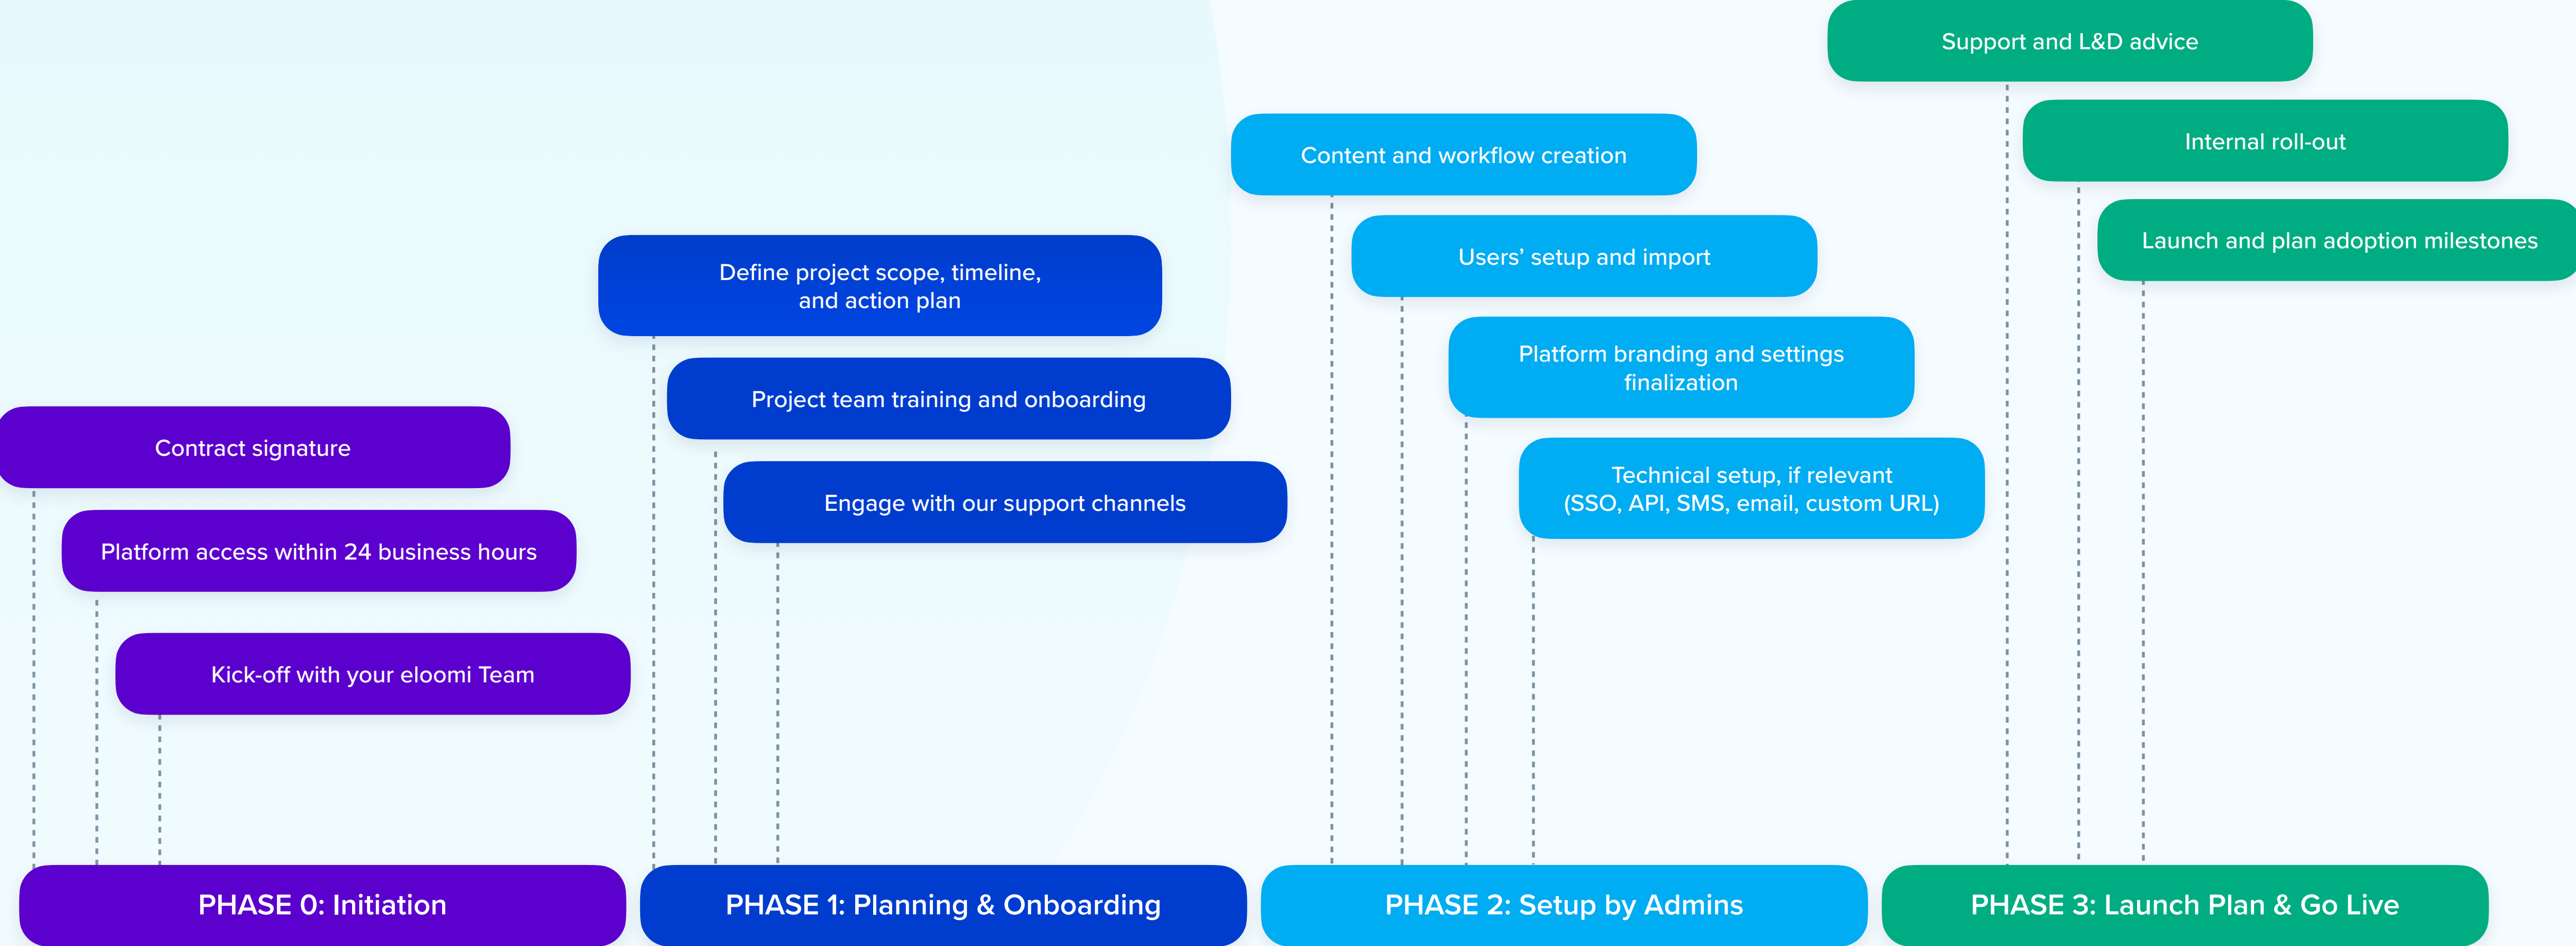 Contract signature
Platform access within 24 business hours
Kick-off with your eloomi Team
PHASE 0: Initiation
Define project scope, timeline,
and action plan
Project team training and onboarding
Engage with our support channels
PHASE 1: Planning & Onboarding
Content and workflow creation
Users’ setup and import
Platform branding and settings
finalization
Technical setup, if relevant
(SSO, API, SMS, email, custom URL)
PHASE 2: Setup by Admins
Support and L&D advice
Internal roll-out
Launch and plan adoption milestones
PHASE 3: Launch Plan & Go Live